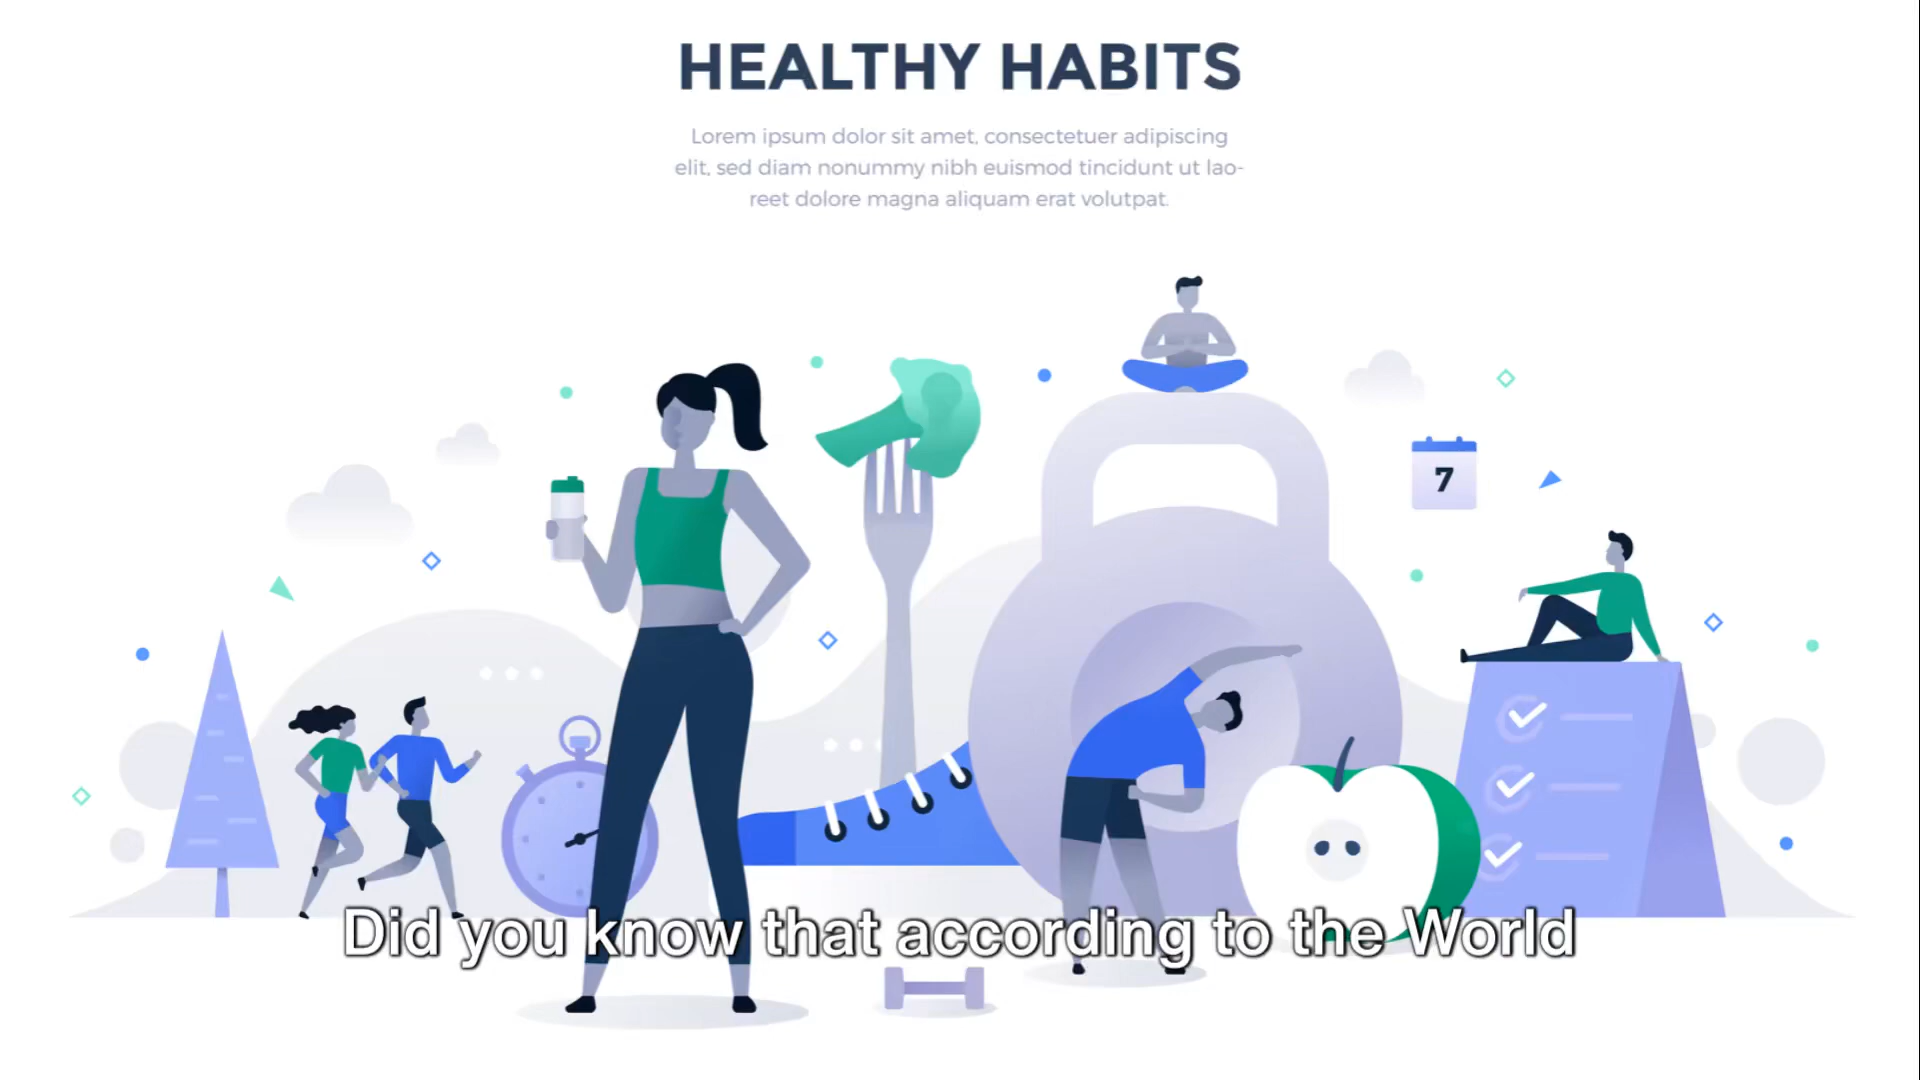 HEALTHY HABITS
Lorem ipsum dolor sit amet, consectetuer adipiscing
elit, sed diam nonummy nibh euismod tincidunt ut lao-
reet dolore magna aliquam erat volutpat.
7
Did you know that according to the World